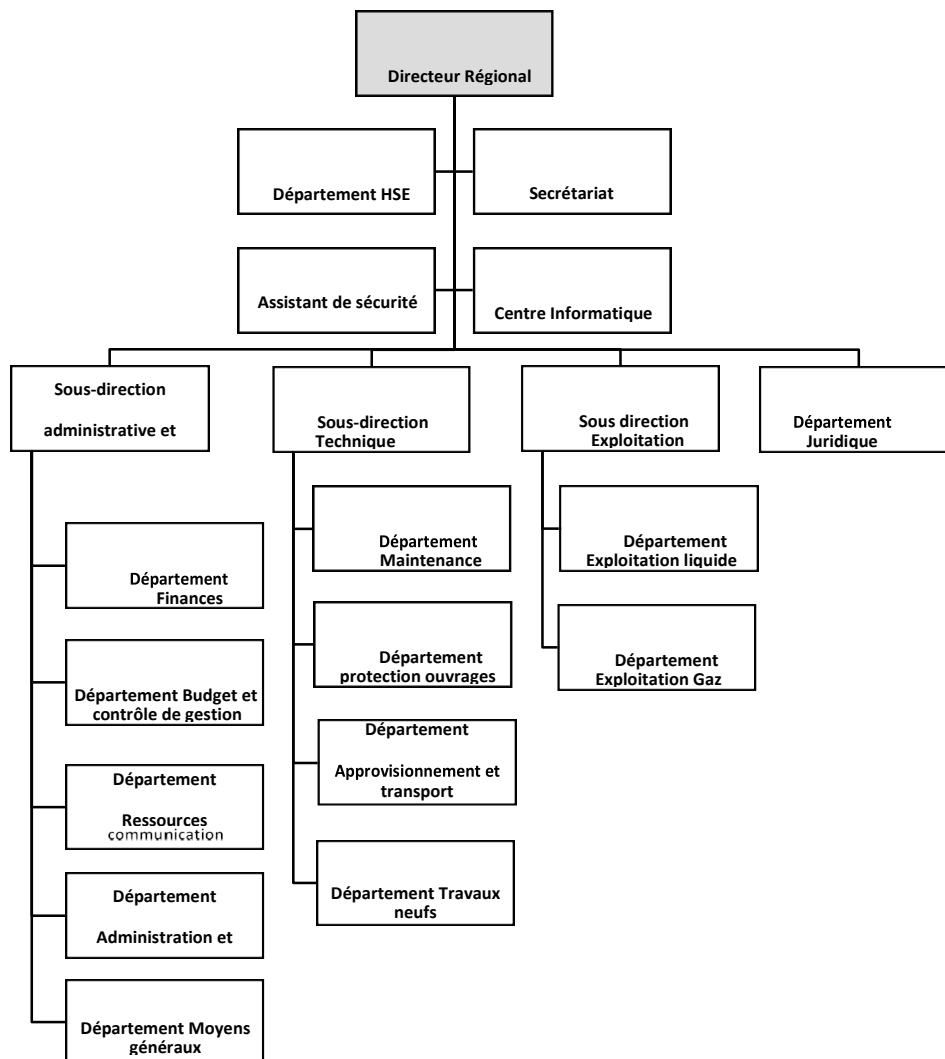 Directeur Régional
Département HSE
Secrétariat
Assistant de sécurité
Centre Informatique
Sous-direction
administrative et
Sous-direction
Technique
Sous direction
Exploitation
Département
Juridique
Département
Finances
Département Budget et
contrôle de gestion
Département
Ressources
communication
Département
Administration et
Département Moyens
généraux
Département
Maintenance
Département
protection ouvrages
Département
Approvisionnement et
transport
Département Travaux
neufs
Département
Exploitation liquide
Département
Exploitation Gaz